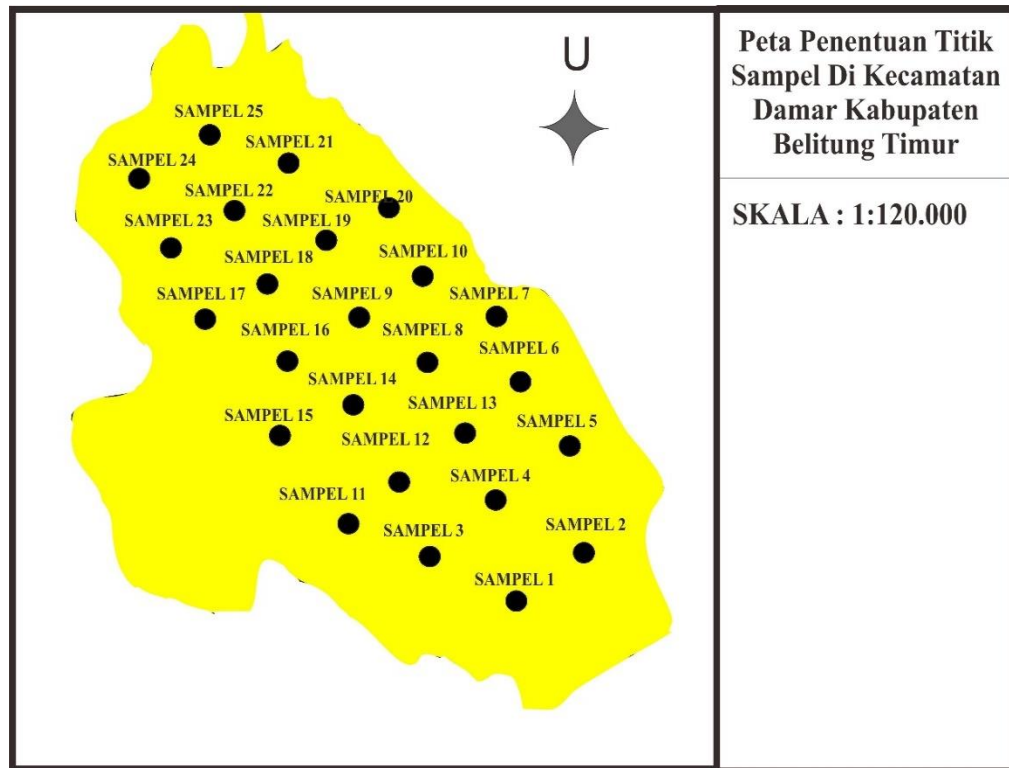 U
SAMPEL 25
SAMPEL 21
SAMPEL 24
SAMPEL 22
SAMPEL 20
SAMPEL 23
SAMPEL 19
SAMPEL 10
SAMPEL 18
SAMPEL 17
SAMPEL 9
SAMPEL 7
SAMPEL 16
SAMPEL 8
SAMPEL 6
SAMPEL 14
SAMPEL 13
SAMPEL 15
SAMPEL 12
SAMPEL 5
SAMPEL 4
SAMPEL 11
SAMPEL 3
SAMPEL 2
SAMPEL 1
Peta Penentuan Titik
Sampel Di Kecamatan
Damar Kabupaten
Belitung Timur
SKALA : 1:120.000